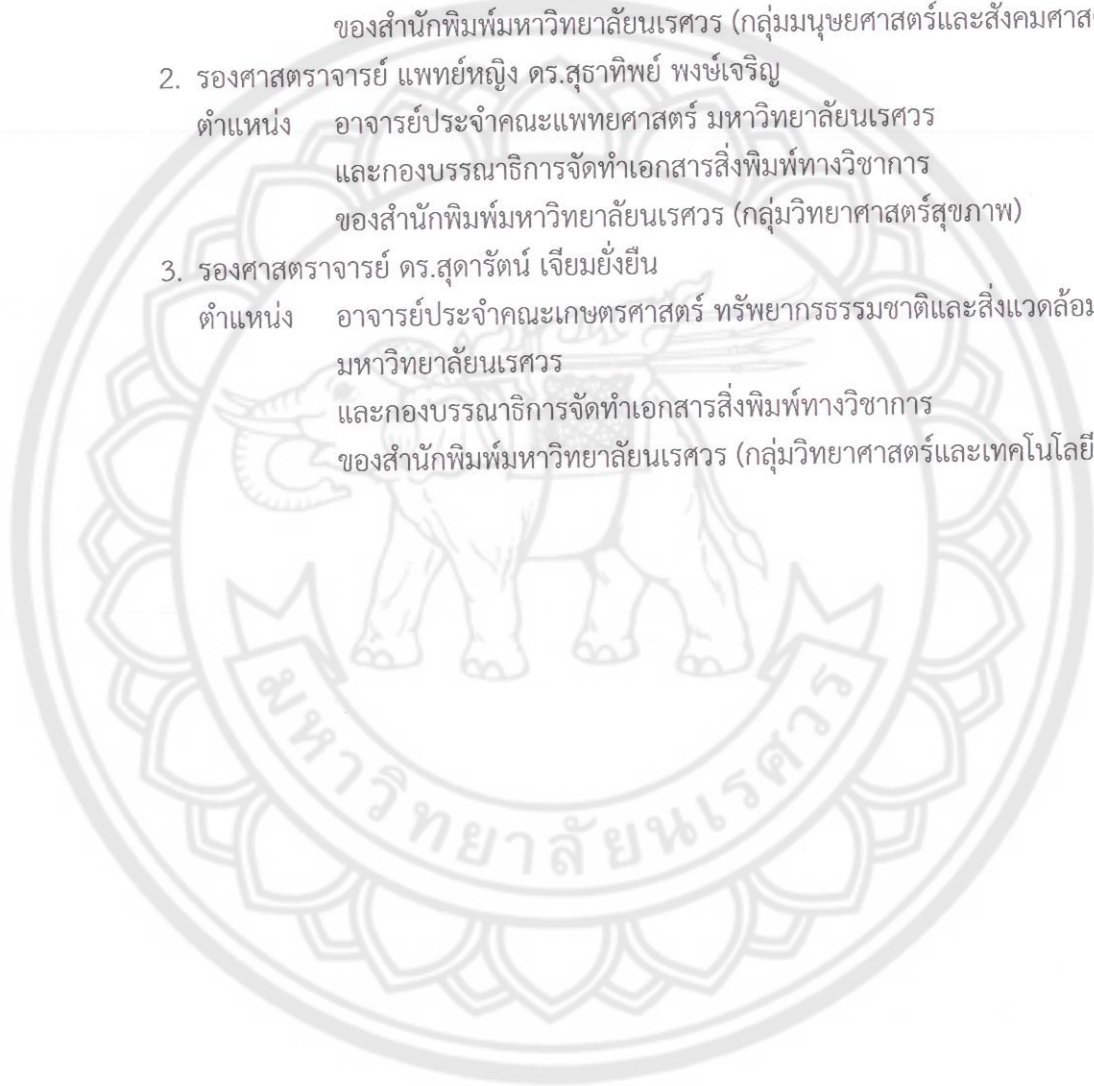 ของสำนักพิมพ์มหาวิทยาลัยนเรศวร (กลุ่มมนุษยศาสตร์และสังคมศาส
2. รองศาสตราจารย์ แพทย์หญิง ดร.สุธาทิพย์ พงษ์เจริญ
ตำแหน่ง อาจารย์ประจำคณะแพทยศาสตร์ มหาวิทยาลัยนเรศวร
และกองบรรณาธิการจัดทำเอกสารสิ่งพิมพ์ทางวิชาการ
ของสำนักพิมพ์มหาวิทยาลัยนเรศวร (กลุ่มวิทยาศาสตร์สุขภาพ)
3. รองศาสตราจารย์ ดร.สุดารัตน์ เจียมยั่งยืน
ตำแหน่ง อาจารย์ประจำคณะเกษตรศาสตร์ ทรัพยากรธรรมชาติและสิ่งแวดล้อม
มหาวิทยาลัยนเรศวร
และกองบรรณาธิการจัดทำเอกสารสิ่งพิมพ์ทางวิชาการ
ของสำนักพิมพ์มหาวิทยาลัยนเรศวร (กลุ่มวิทยาศาสตร์และเทคโนโลยี
มหาวิทยาลัยนเรศวร